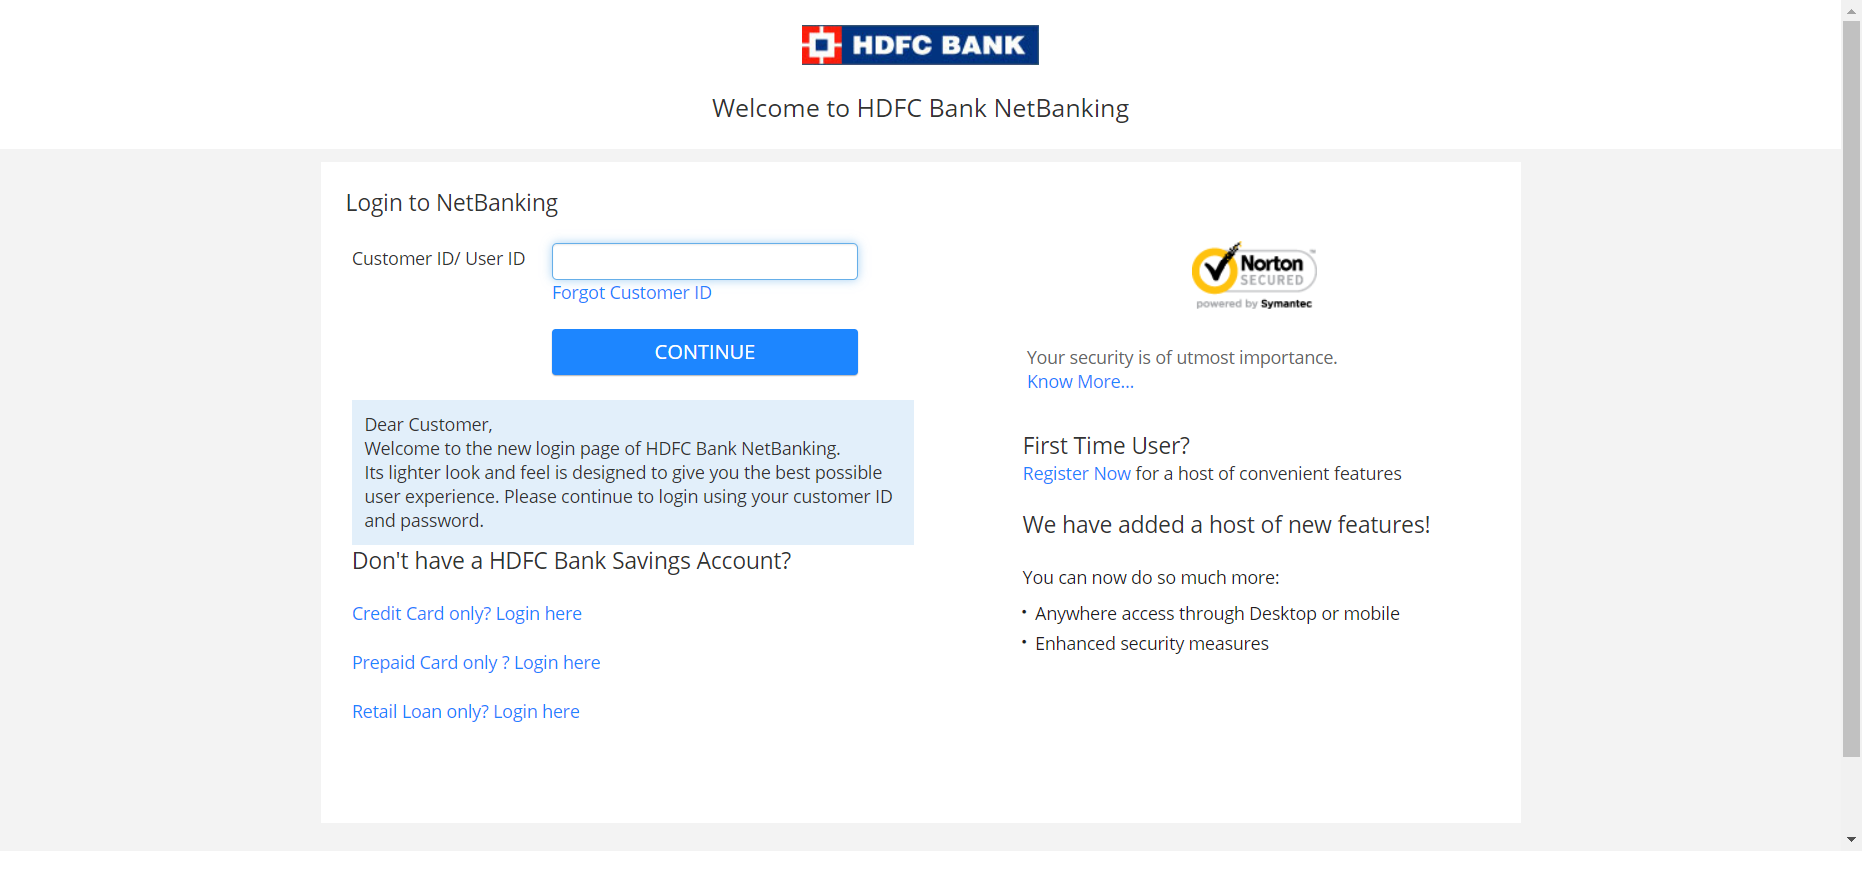 HDFC BANK
Welcome to HDFC Bank NetBanking
Login to NetBanking
Customer ID/ User ID
Forgot Customer ID
CONTINUE
Dear Customer,
Welcome to the new login page of HDFC Bank NetBanking.
Its lighter look and feel is designed to give you the best possible
user experience. Please continue to login using your customer ID
and password.
Don't have a HDFC Bank Savings Account?
Credit Card only? Login here
Prepaid Card only ? Login here
Retail Loan only? Login here
Norton
SECURED
powered by Symantec
Your security is of utmost importance.
Know More...
First Time User?
Register Now for a host of convenient features
We have added a host of new features!
You can now do so much more:
• Anywhere access through Desktop or mobile
• Enhanced security measures